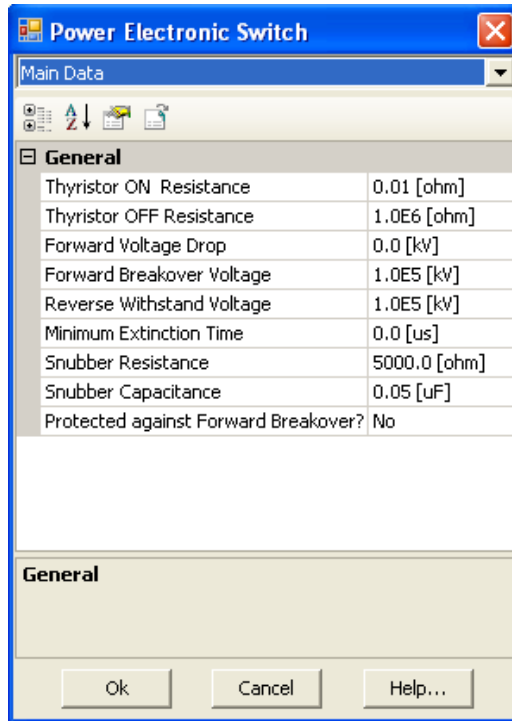 Power Electronic Switch
Main Data
General
Thyristor ON Resistance 0.01 [ohm]
Thyristor OFF Resistance 1.0E6 [ohm]
Forward Voltage Drop 0.0 [kV]
Forward Breakover Voltage 1.0E5 [kV]
Reverse Withstand Voltage 1.0E5 [kV]
Minimum Extinction Time 0.0 [us]
Snubber Resistance 5000.0 [ohm]
Snubber Capacitance 0.05 [uF]
Protected against Forward Breakover? No
General
Ok Cancel Help...